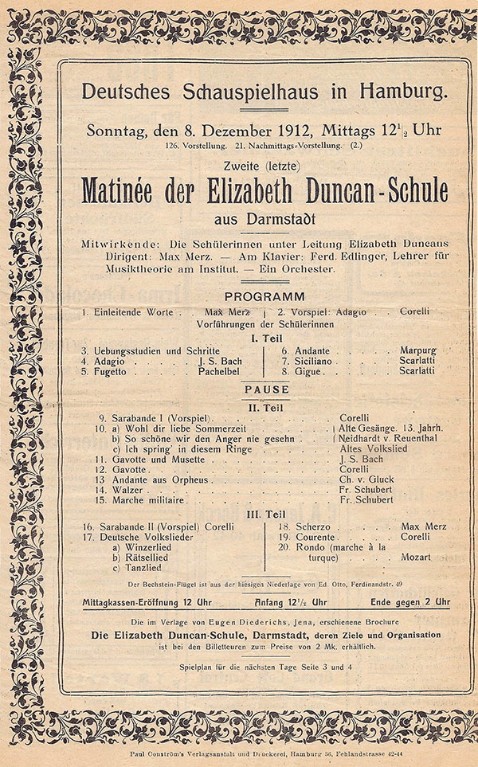 Deutsches Schauspielhaus in Hamburg.
Sonntag, den 8. Dezember 1912, Mittags 12½ Uhr
126. Vorstellung. 21. Nachmittags-Vorstellung. (2.)
Zweite (letzte)
Matinée der Elizabeth Duncan-Schule
aus Darmstadt
Mitwirkende: Die Schülerinnen unter Leitung Elizabeth Duncans
Dirigent: Max Merz. — Am Klavier: Ferd. Edlinger, Lehrer für
Musiktheorie am Institut. — Ein Orchester.
PROGRAMM
1. Einleitende Worte . Max Merz | 2. Vorspiel: Adagio . Corelli
Vorführungen der Schülerinnen
I. Teil
3. Uebungsstudien und Schritte
4. Adagio . . . . J. S. Bach
5. Fugetto . . . . Pachelbel
6. Andante . . . . . Marpurg
7. Siciliano . . . . . Scarlatti
8. Gigue . . . . . Scarlatti
PAUSE
II. Teil
9. Sarabande I (Vorspiel) . . . . Corelli
10. a) Wohl dir liebe Sommerzeit . . . . Alte Gesänge. 13. Jahrh.
b) So schöne wir den Anger nie gesehn . . (Neidhardt v. Reuenthal
c) Ich spring' in diesem Ringe . . . . Altes Volkslied
11. Gavotte und Musette . . . . J. S. Bach
12. Gavotte . . . . Corelli
13. Andante aus Orpheus . . . . Ch. v. Gluck
14. Walzer . . . . Fr. Schubert
15. Marche militaire . . . . Fr. Schubert
III. Teil
16. Sarabande II (Vorspiel) Corelli
17. Deutsche Volkslieder
a) Winzerlied
b) Rätsellied
c) Tanzlied
18. Scherzo . . . . Max Merz
19. Courente . . . . Corelli
20. Rondo (marche à la
turque) . . . . Mozart
Der Bechstein-Flügel ist aus der hiesigen Niederlage von Ed. Otto, Ferdinandstr. 49
Mittagkassen-Eröffnung 12 Uhr Anfang 12½ Uhr Ende gegen 2 Uhr
Die im Verlage von Eugen Diederichs, Jena, erschienene Brochure
Die Elizabeth Duncan-Schule, Darmstadt, deren Ziele und Organisation
ist bei den Billetteuren zum Preise von 2 Mk. erhältlich.
Spielplan für die nächsten Tage Seite 3 und 4
Paul Conström's Verlagsanstalt und Druckerei, Hamburg 36, Fehlandstrasse 42-44